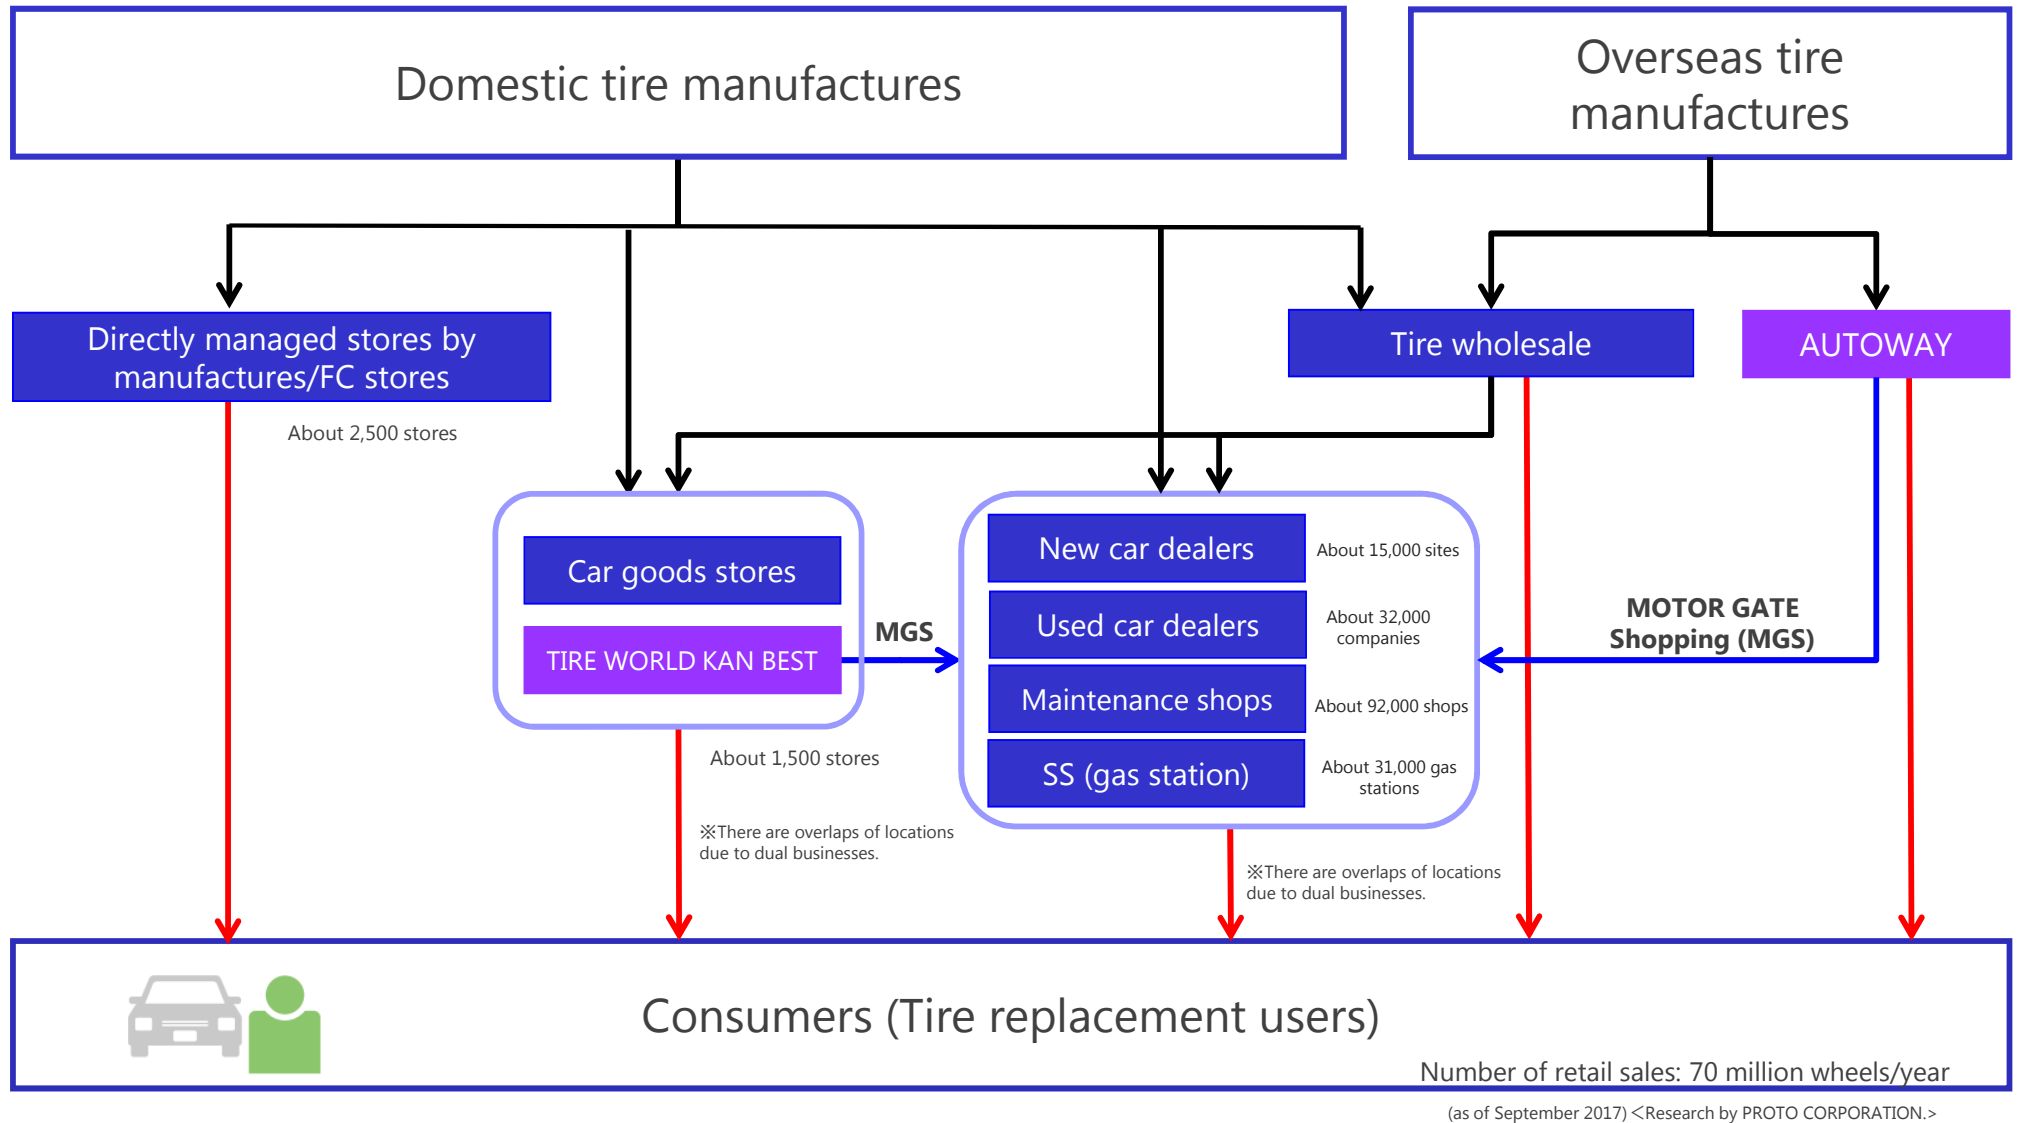 Domestic tire manufactures
Overseas tire
manufactures
Directly managed stores by
manufactures/FC stores
Tire wholesale
AUTOWAY
About 2,500 stores
Car goods stores
TIRE WORLD KAN BEST
MGS
New car dealers
About 15,000 sites
Used car dealers
About 32,000
companies
Maintenance shops
About 92,000 shops
SS (gas station)
About 31,000 gas
stations
MOTOR GATE
Shopping (MGS)
About 1,500 stores
※There are overlaps of locations
due to dual businesses.
※There are overlaps of locations
due to dual businesses.
Consumers (Tire replacement users)
Number of retail sales: 70 million wheels/year
(as of September 2017) <Research by PROTO CORPORATION.>